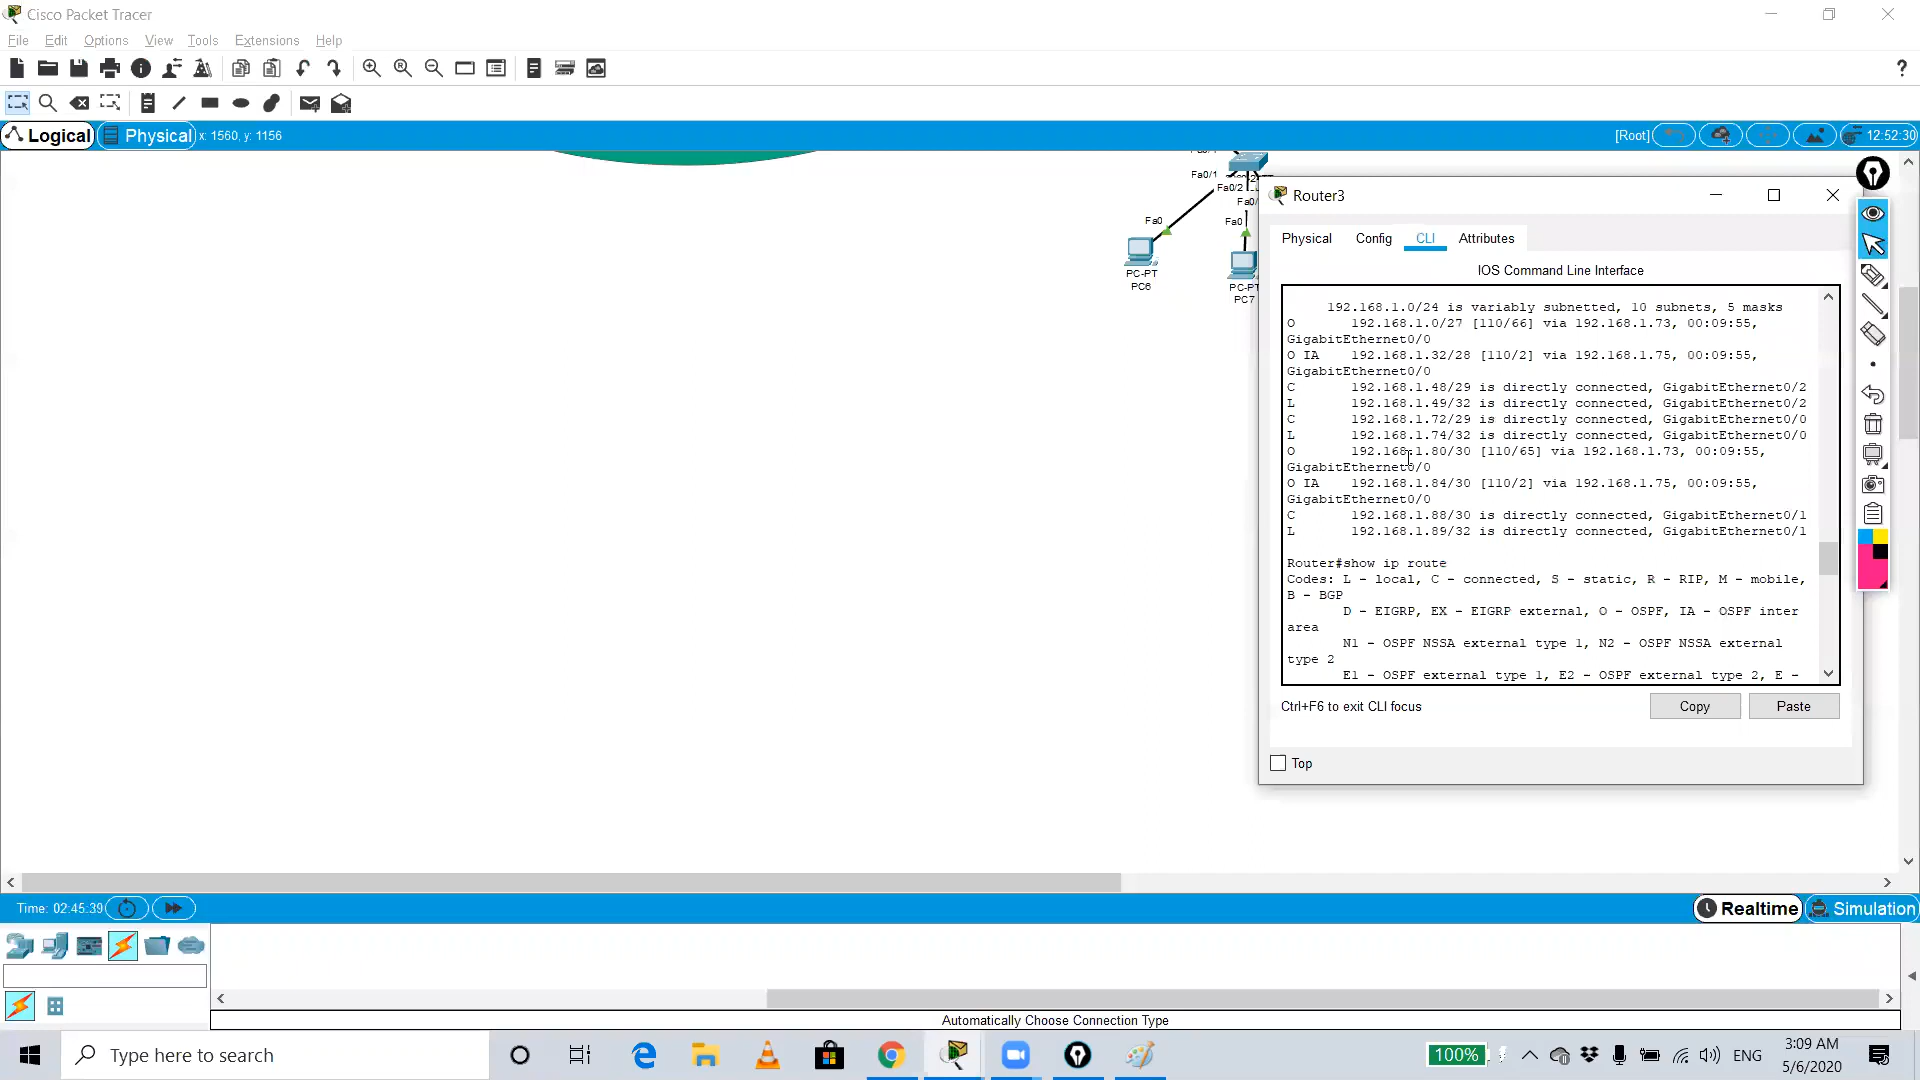 Cisco Packet Tracer
File Edit Options View Tools Extensions Help
?
Logical Physical x: 1560, y: 1156 [Root] 12:52:30
Fa0/1
Fa0/2
Fa0/
Fa0 Fa0
PC-PT
PC6
PC-PT
PC7
Router3
Physical Config CLI Attributes
IOS Command Line Interface
192.168.1.0/24 is variably subnetted, 10 subnets, 5 masks
O 192.168.1.0/27 [110/66] via 192.168.1.73, 00:09:55,
GigabitEthernet0/0
O IA 192.168.1.32/28 [110/2] via 192.168.1.75, 00:09:55,
GigabitEthernet0/0
C 192.168.1.48/29 is directly connected, GigabitEthernet0/2
L 192.168.1.49/32 is directly connected, GigabitEthernet0/2
C 192.168.1.72/29 is directly connected, GigabitEthernet0/0
L 192.168.1.74/32 is directly connected, GigabitEthernet0/0
O 192.168.1.80/30 [110/65] via 192.168.1.73, 00:09:55,
GigabitEthernet0/0
O IA 192.168.1.84/30 [110/2] via 192.168.1.75, 00:09:55,
GigabitEthernet0/0
C 192.168.1.88/30 is directly connected, GigabitEthernet0/1
L 192.168.1.89/32 is directly connected, GigabitEthernet0/1
Router#show ip route
Codes: L - local, C - connected, S - static, R - RIP, M - mobile,
B - BGP
D - EIGRP, EX - EIGRP external, O - OSPF, IA - OSPF inter
area
N1 - OSPF NSSA external type 1, N2 - OSPF NSSA external
type 2
E1 - OSPF external type 1, E2 - OSPF external type 2, E -
Ctrl+F6 to exit CLI focus
Copy Paste
Top
Time: 02:45:39
Realtime Simulation
Automatically Choose Connection Type
Type here to search
100% ENG
3:09 AM
5/6/2020